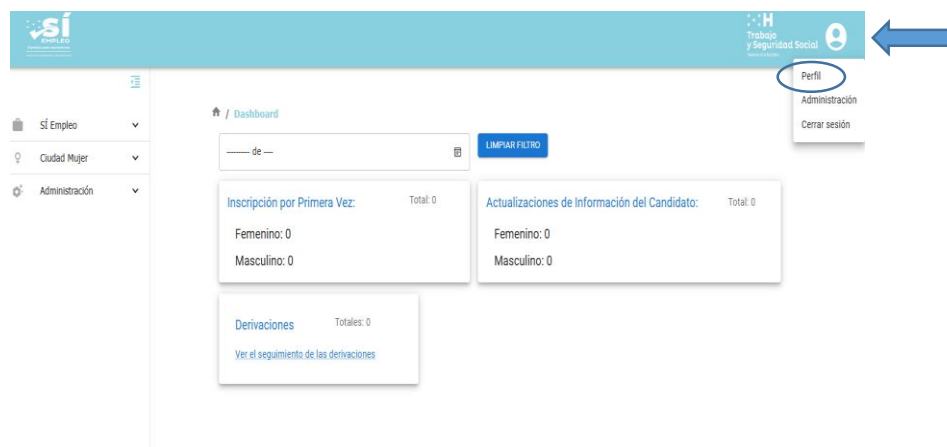 SÍ
EMPLEO
H
Trabajo
y Seguridad Social
Perfil
Administración
Cerrar sesión
SÍ Empleo
Ciudad Mujer
Administración
/ Dashboard
--------- de ----
LIMPIAR FILTRO
Inscripción por Primera Vez: Total: 0
Femenino: 0
Masculino: 0
Actualizaciones de Información del Candidato: Total: 0
Femenino: 0
Masculino: 0
Derivaciones Totales: 0
Ver el seguimiento de las derivaciones